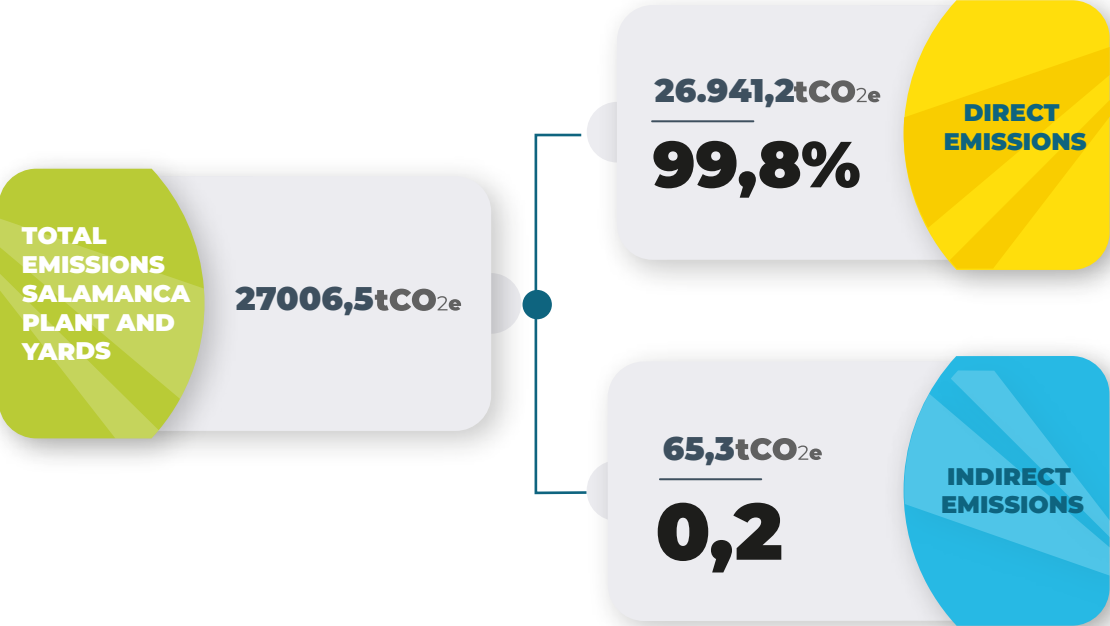 TOTAL
EMISSIONS
SALAMANCA
PLANT AND
YARDS
27006,5tCO2e
26.941,2tCO2e
99,8%
DIRECT
EMISSIONS
65,3tCO2e
0,2
INDIRECT
EMISSIONS